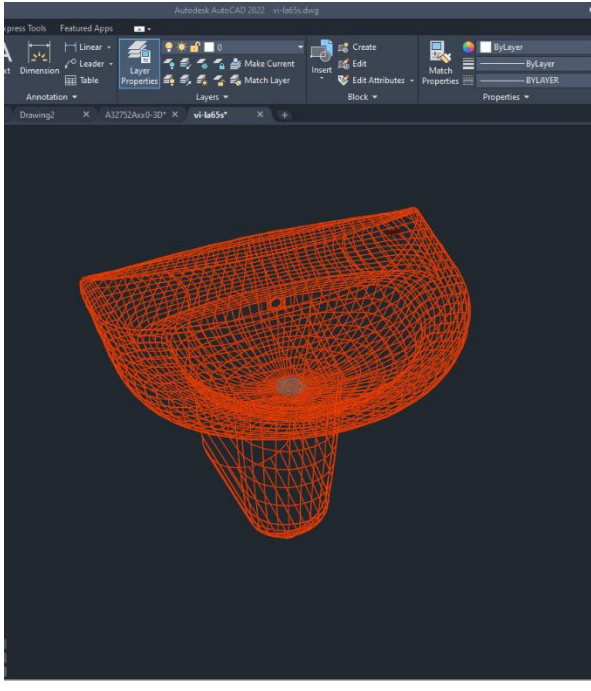 Autodesk AutoCAD 2022 vi-la65s.dwg
xpress Tools Featured Apps
Linear Create ByLayer
Dimension Leader Layer Properties Make Current Insert Edit Match Properties ByLayer
Table Match Layer Edit Attributes BYLAYER
Annotation Layers Block Properties
Drawing2 A32752Axx0-3D* vi-la65s*
0